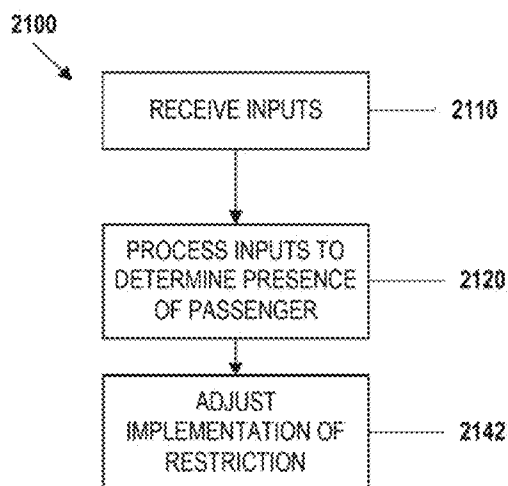 2100
RECEIVE INPUTS
2110
PROCESS INPUTS TO
DETERMINE PRESENCE
OF PASSENGER
2120
ADJUST
IMPLEMENTATION OF
RESTRICTION
2142